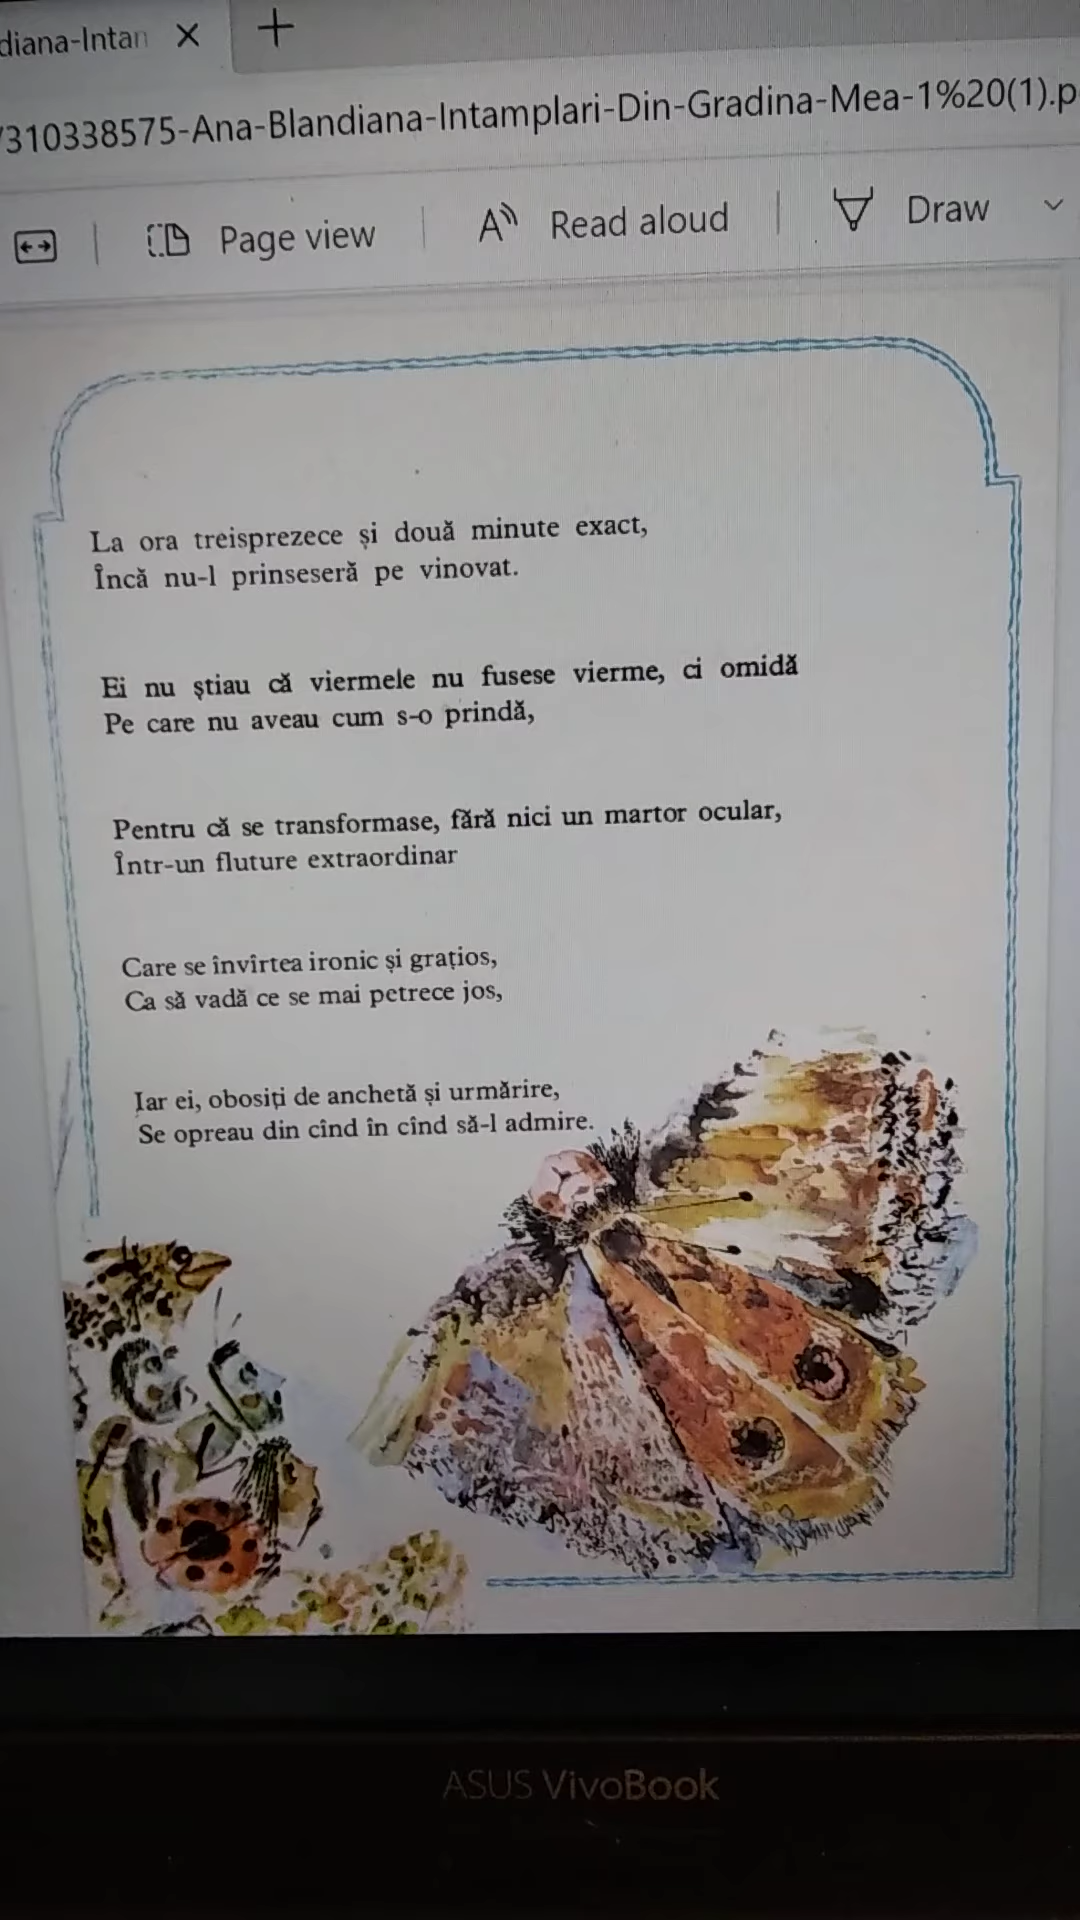 diana-Intan
/310338575-Ana-Blandiana-Intamplari-Din-Gradina-Mea-1%20(1).p
Page view
Read aloud
Draw
La ora treisprezece și două minute exact,
Încă nu-l prinseseră pe vinovat.
Ei nu știau că viermele nu fusese vierme, ci omidă
Pe care nu aveau cum s-o prindă,
Pentru că se transformase, fără nici un martor ocular,
Într-un fluture extraordinar
Care se învîrtea ironic și grațios,
Ca să vadă ce se mai petrece jos,
Iar ei, obosiți de anchetă și urmărire,
Se opreau din cînd în cînd să-l admire.
ASUS VivoBook